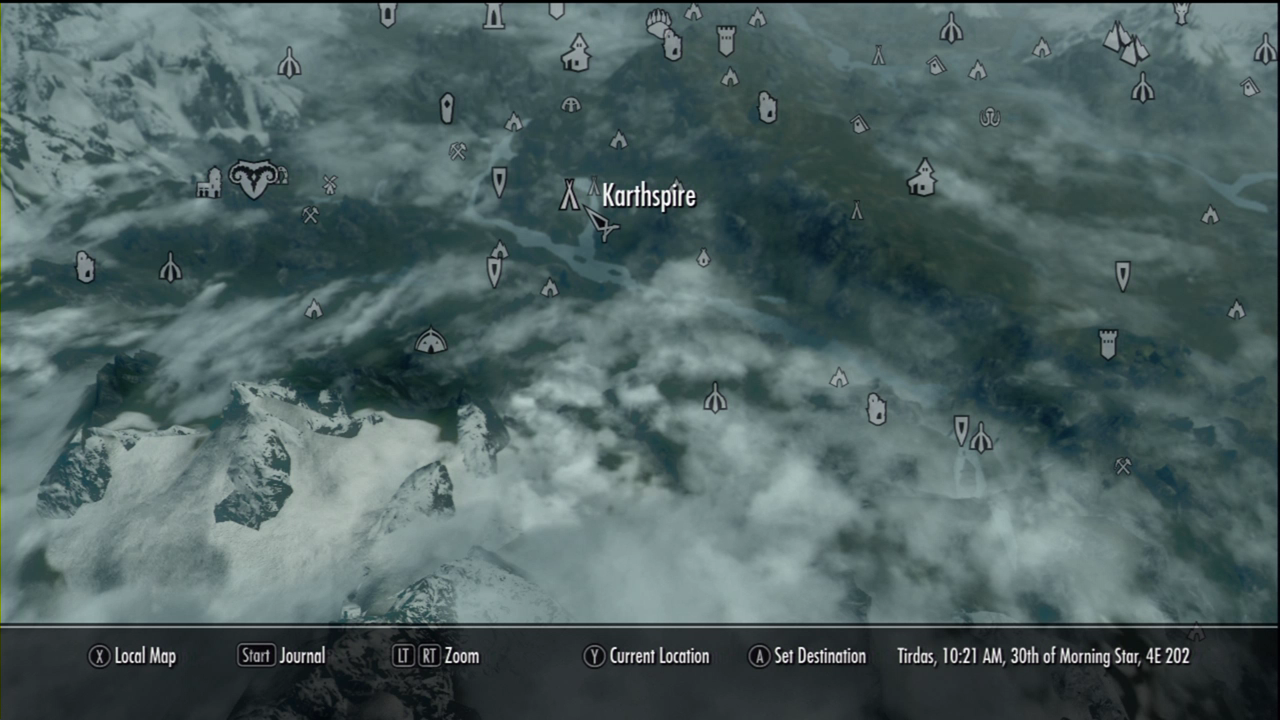 Karthspire
X Local Map
Start Journal
LT RT Zoom
Y Current Location
A Set Destination
Tirdas, 10:21 AM, 30th of Morning Star, 4E 202